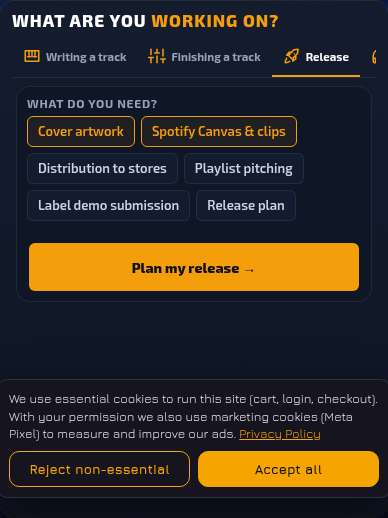 WHAT ARE YOU WORKING ON?
Writing a track Finishing a track Release
WHAT DO YOU NEED?
Cover artwork Spotify Canvas & clips
Distribution to stores Playlist pitching
Label demo submission Release plan
Plan my release →
We use essential cookies to run this site (cart, login, checkout).
With your permission we also use marketing cookies (Meta
Pixel) to measure and improve our ads. Privacy Policy
Reject non-essential Accept all